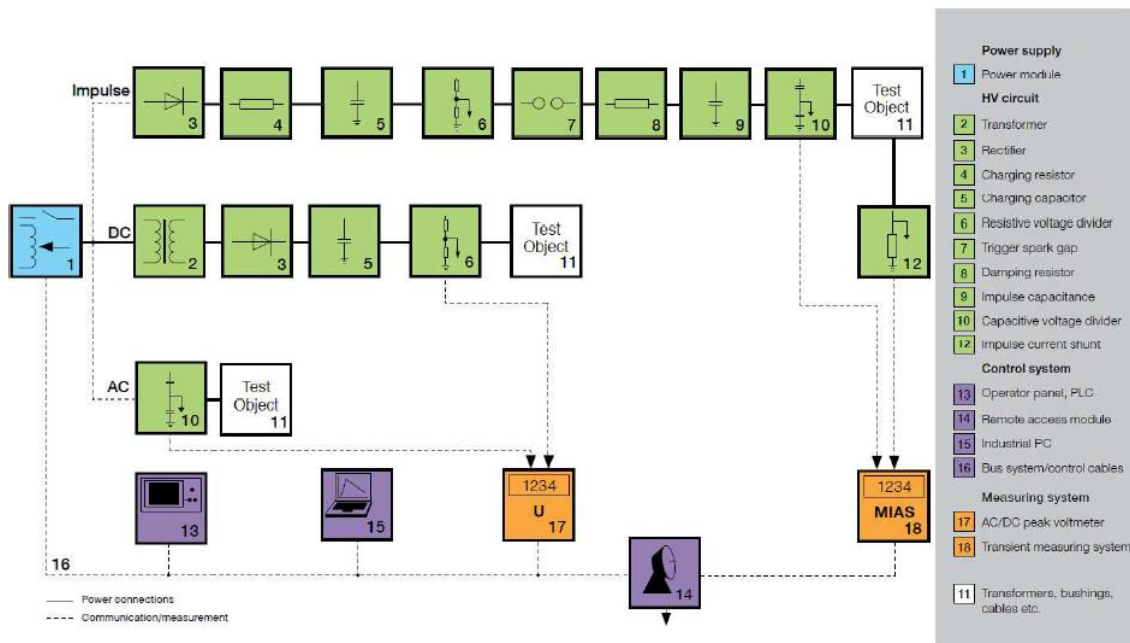 Impulse
3
4
5
6
7
8
9
10
Test
Object
11
DC
1
2
3
5
6
Test
Object
11
12
AC
10
Test
Object
11
13
15
1234
U
17
1234
MIAS
18
16
14
Power connections
Communication/measurement
Power supply
1 Power module
HV circuit
2 Transformer
3 Rectifier
4 Charging resistor
5 Charging capacitor
6 Resistive voltage divider
7 Trigger spark gap
8 Damping resistor
9 Impulse capacitance
10 Capacitive voltage divider
12 Impulse current shunt
Control system
13 Operator panel, PLC
14 Remote access module
15 Industrial PC
16 Bus system/control cables
Measuring system
17 AC/DC peak voltmeter
18 Transient measuring system
11 Transformers, bushings,
cables etc.